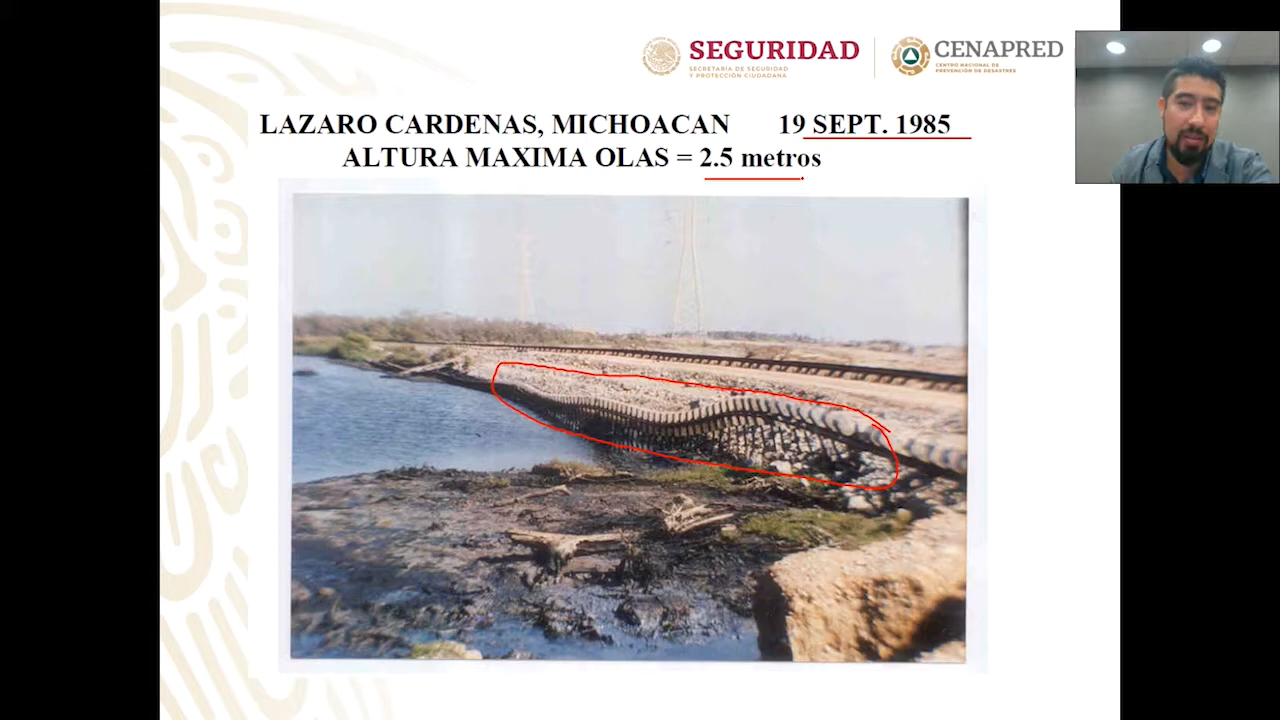 SEGURIDAD
SECRETARÍA DE SEGURIDAD
Y PROTECCIÓN CIUDADANA
CENAPRED
CENTRO NACIONAL DE
PREVENCIÓN DE DESASTRES
LAZARO CARDENAS, MICHOACAN 19 SEPT. 1985
ALTURA MAXIMA OLAS = 2.5 metros